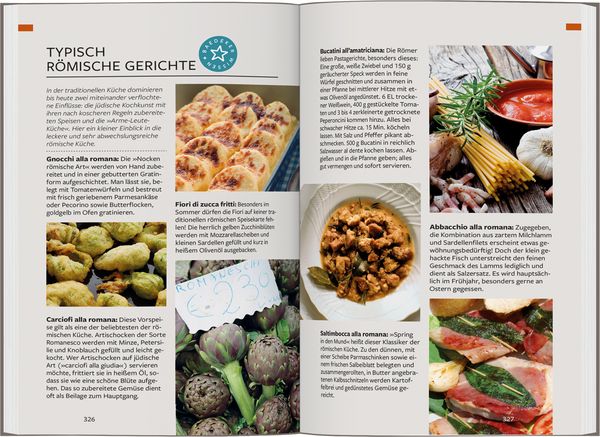 TYPISCH
RÖMISCHE GERICHTE
BAEDEKER
WISSEN
In der traditionellen Küche dominieren
bis heute zwei miteinander verflochte-
ne Einflüsse: die jüdische Kochkunst mit
ihren nach koscheren Regeln zubereite-
ten Speisen und die »Arme-Leute-
Küche«. Hier ein kleiner Einblick in die
leckere und sehr abwechslungsreiche
römische Küche.
Gnocchi alla romana: Die »Nocken
römische Art« werden von Hand zube-
reitet und in einer gebutterten Gratin-
form aufgeschichtet. Man lässt sie, be-
legt mit Tomatenwürfeln und bestreut
mit frisch geriebenem Parmesankäse
oder Pecorino sowie Butterflocken,
goldgelb im Ofen gratinieren.
Carciofi alla romana: Diese Vorspei-
se gilt als eine der beliebtesten der rö-
mischen Küche. Artischocken der Sorte
Romanesco werden mit Minze, Petersi-
lie und Knoblauch gefüllt und leicht ge-
kocht. Wer Artischocken auf jüdische
Art (»carciofi alla giudia«) servieren
möchte, frittiert sie in heißem Öl, so-
dass sie wie eine schöne Blüte aufge-
hen. Das so zubereitete Gemüse dient
oft als Beilage zum Hauptgang.
326
Fiori di zucca fritti: Besonders im
Sommer dürfen die Fiori auf keiner tra-
ditionellen römischen Speisekarte feh-
len! Die herrlich gelben Zucchiniblüten
werden mit Mozzarellascheiben und
kleinen Sardellen gefüllt und kurz in
heißem Olivenöl ausgebacken.
ROMANESCHI
€ 2,30
Bucatini all'amatriciana: Die Römer
lieben Pastagerichte, besonders dieses:
Eine große, weiße Zwiebel und 150 g
geräucherter Speck werden in feine
Würfel geschnitten und zusammen in
einer Pfanne bei mittlerer Hitze mit et-
was Olivenöl angedünstet. 6 EL trocke-
ner Weißwein, 400 g gestückelte Toma-
ten und 3 bis 4 zerkleinerte getrocknete
Peperoncini kommen hinzu. Alles bei
schwacher Hitze ca. 15 Min. köcheln
lassen. Mit Salz und Pfeffer pikant ab-
schmecken. 500 g Bucatini in reichlich
Salzwasser al dente kochen lassen. Ab-
gießen und in die Pfanne geben; alles
gut vermengen und sofort servieren.
Saltimbocca alla romana: »Spring
in den Mund« heißt dieser Klassiker der
römischen Küche. Zu den dünnen, mit
einer Scheibe Parmaschinken sowie ei-
nem frischen Salbeiblatt belegten und
zusammengerollten, in Butter angebra-
tenen Kalbsschnitzeln werden Kartoffel-
brei und gedünstetes Gemüse ge-
reicht.
Abbacchio alla romana: Zugegeben,
die Kombination aus zartem Milchlamm
und Sardellenfilets erscheint etwas ge-
wöhnungsbedürftig! Doch der klein ge-
hackte Fisch unterstreicht den feinen
Geschmack des Lamms lediglich und
dient als Salzersatz. Es wird hauptsäch-
lich im Frühjahr, besonders gerne an
Ostern gegessen.
327